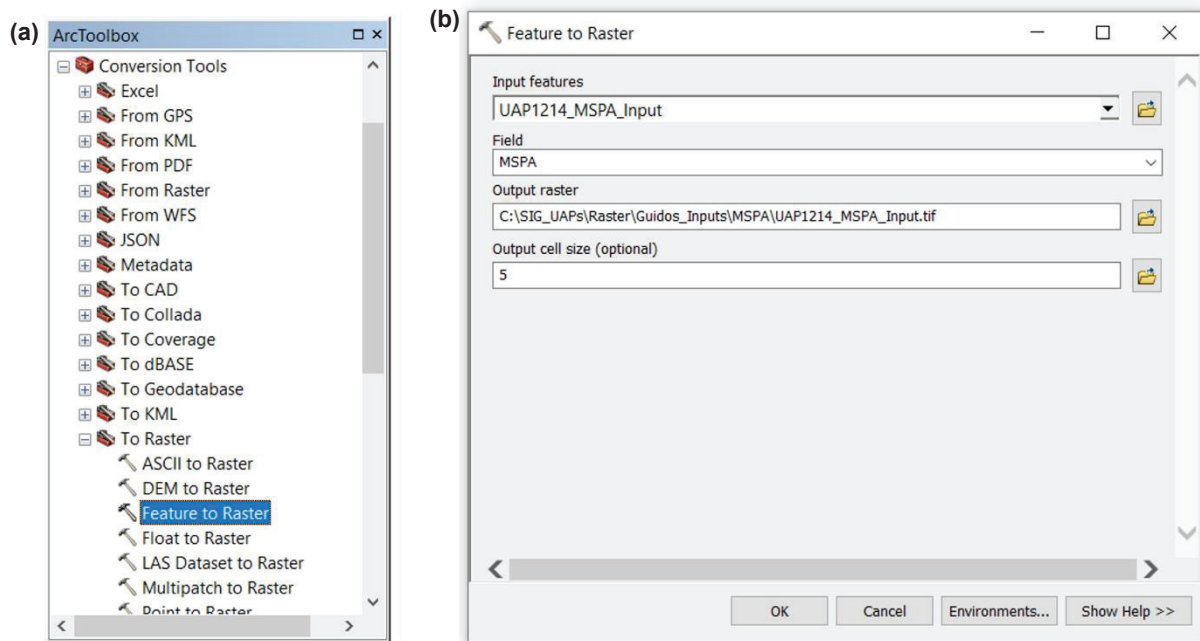 (a)
ArcToolbox
Conversion Tools
Excel
From GPS
From KML
From PDF
From Raster
From WFS
JSON
Metadata
To CAD
To Collada
To Coverage
To dBASE
To Geodatabase
To KML
To Raster
ASCII to Raster
DEM to Raster
Feature to Raster
Float to Raster
LAS Dataset to Raster
Multipatch to Raster
Point to Raster
(b)
Feature to Raster
Input features
UAP1214_MSPA_Input
Field
MSPA
Output raster
C:\SIG_UAPs\Raster\Guidos_Inputs\MSPA\UAP1214_MSPA_Input.tif
Output cell size (optional)
5
OK Cancel Environments... Show Help >>